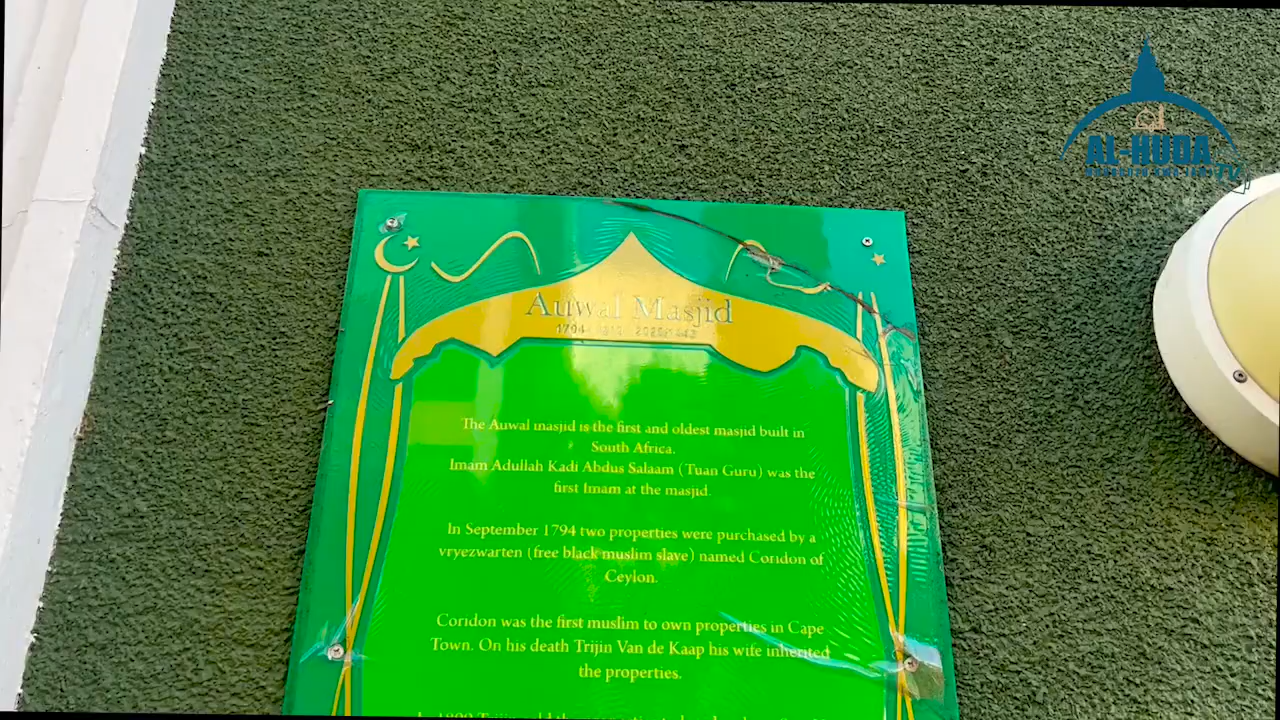 AL-HUDA
TV
Auwal Masjid
1794
The Auwal masjid is the first and oldest masjid built in
South Africa.
Imam Adullah Kadi Abdus Salaam (Tuan Guru) was the
first Imam at the masjid.
In September 1794 two properties were purchased by a
vryezwarten (free black muslim slave) named Coridon of
Ceylon.
Coridon was the first muslim to own properties in Cape
Town. On his death Trijin Van de Kaap his wife inherited
the properties.